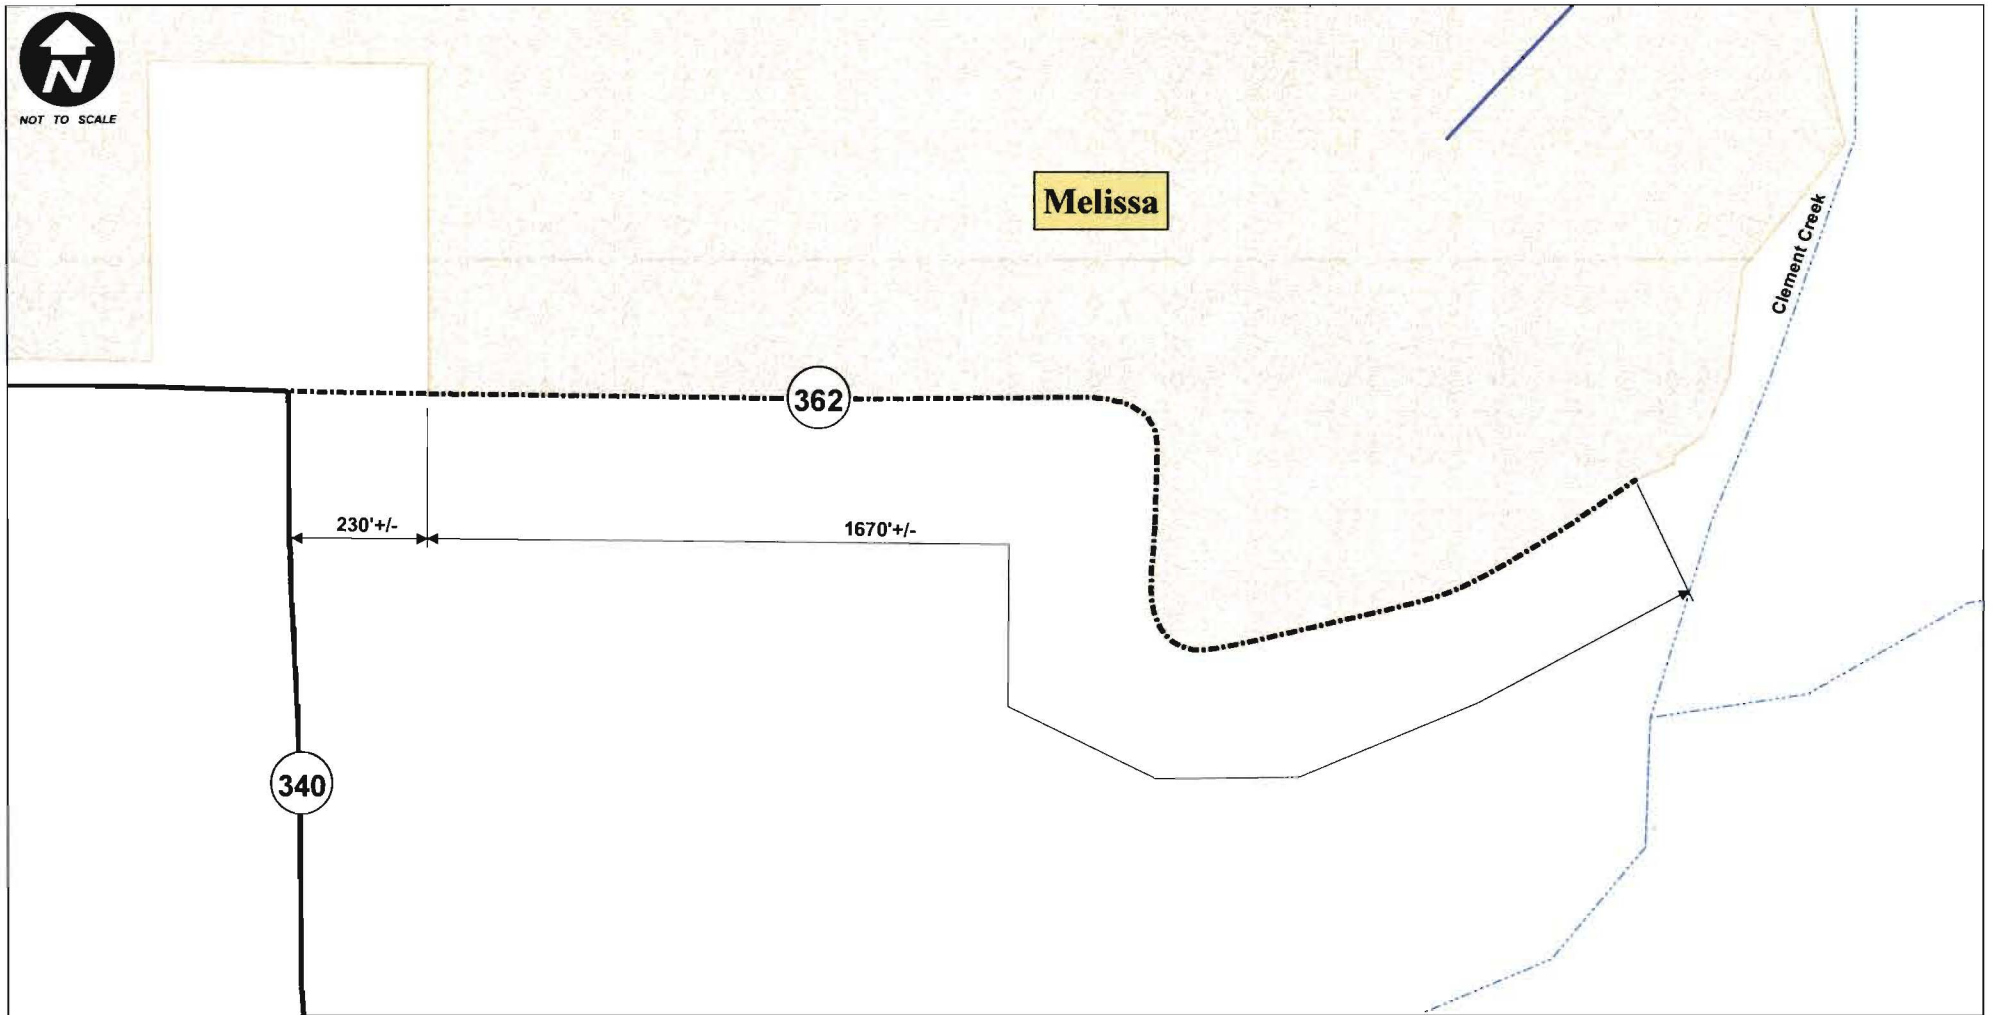 N
NOT TO SCALE
Melissa
Clement Creek
362
230'+/-
1670'+/-
340